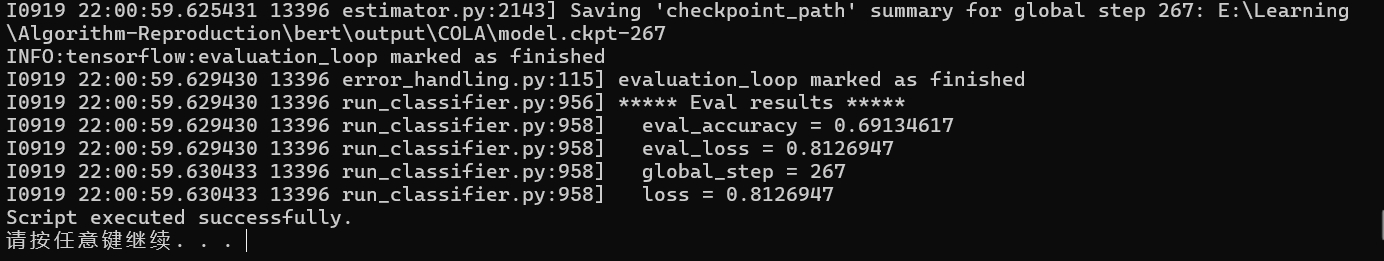 I0919 22:00:59.625431 13396 estimator.py:2143] Saving 'checkpoint_path' summary for global step 267: E:\Learning
\Algorithm-Reproduction\bert\output\COLA\model.ckpt-267
INFO:tensorflow:evaluation_loop marked as finished
I0919 22:00:59.629430 13396 error_handling.py:115] evaluation_loop marked as finished
I0919 22:00:59.629430 13396 run_classifier.py:956] ***** Eval results *****
I0919 22:00:59.629430 13396 run_classifier.py:958]   eval_accuracy = 0.69134617
I0919 22:00:59.629430 13396 run_classifier.py:958]   eval_loss = 0.8126947
I0919 22:00:59.630433 13396 run_classifier.py:958]   global_step = 267
I0919 22:00:59.630433 13396 run_classifier.py:958]   loss = 0.8126947
Script executed successfully.
请按任意键继续. . .